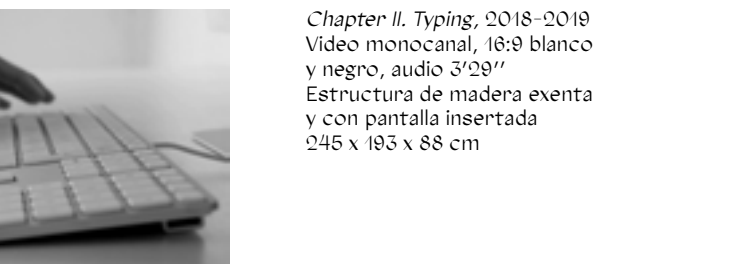 Chapter II. Typing, 2018-2019
Video monocanal, 16:9 blanco
y negro, audio 3'29''
Estructura de madera exenta
y con pantalla insertada
245 x 193 x 88 cm